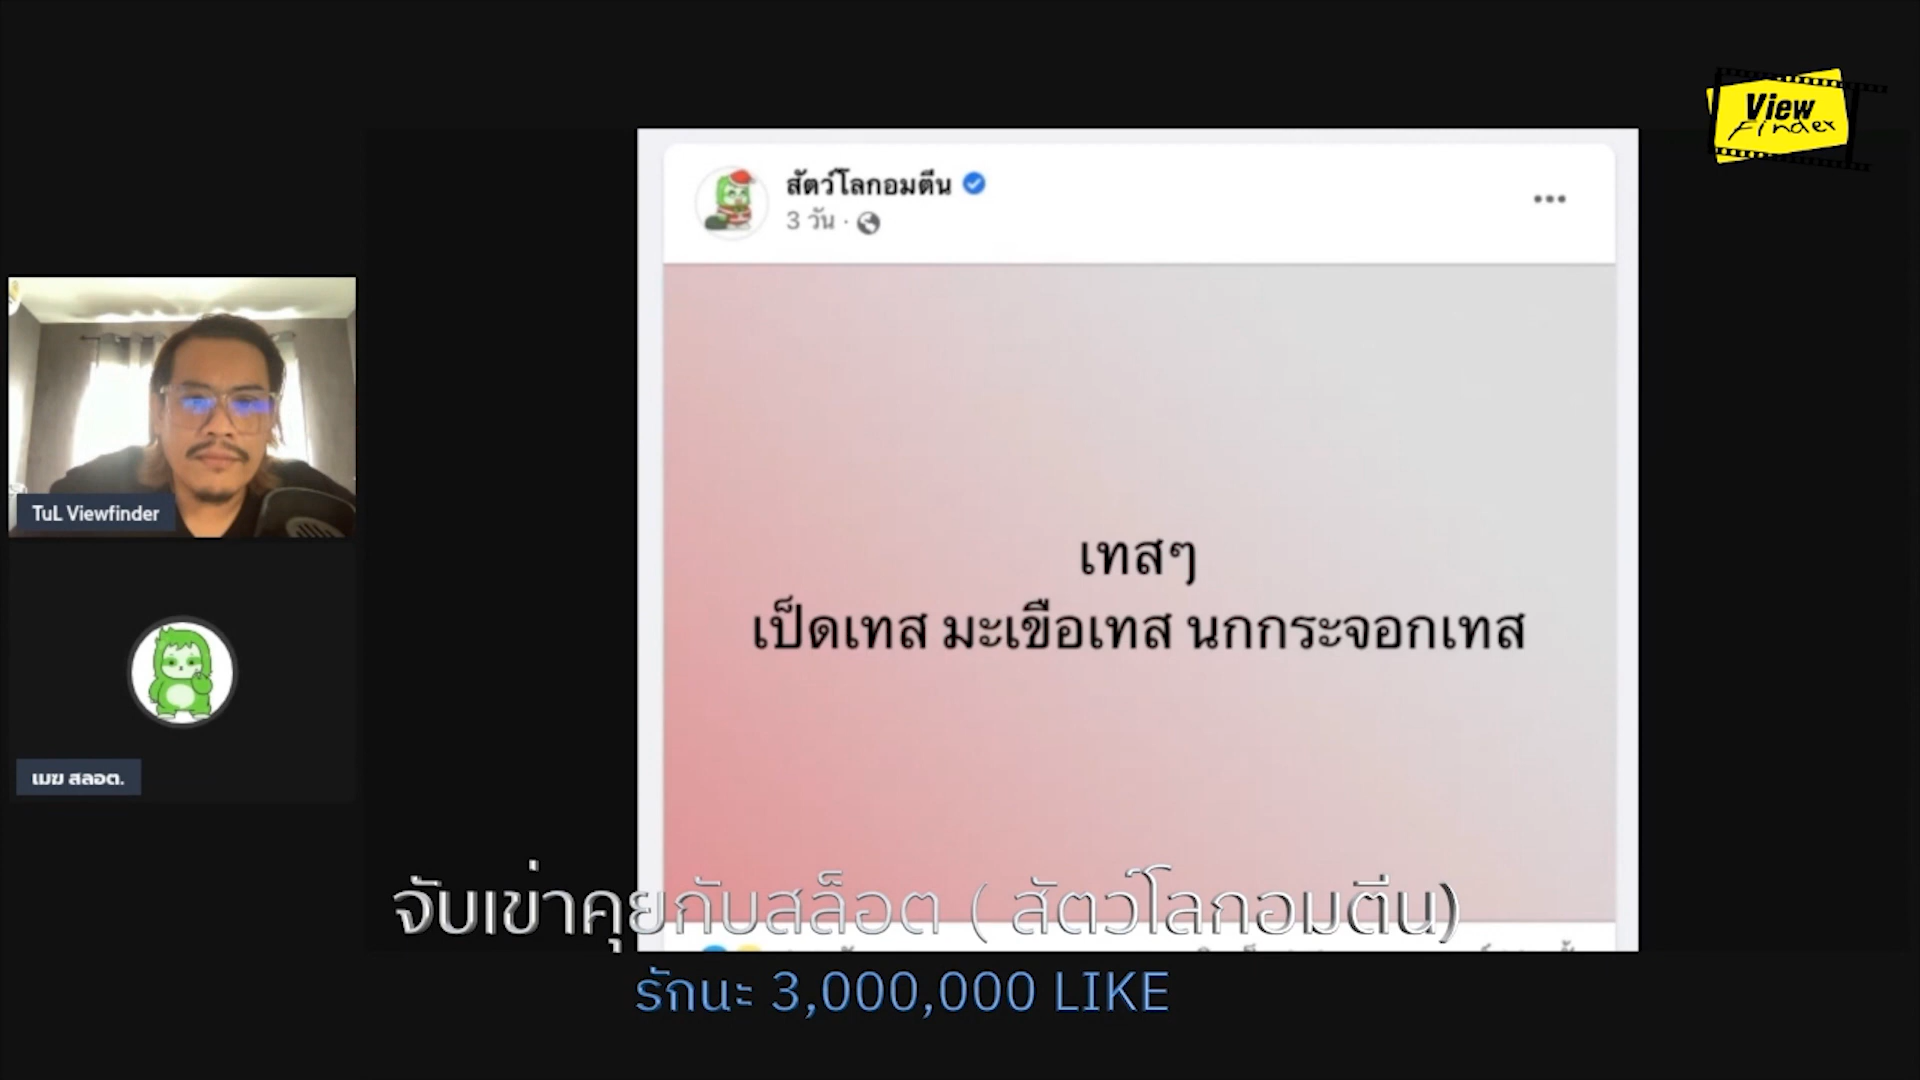 View
Finder
สัตว์โลกอมตีน
3 วัน ·
เทสๆ
เป็ดเทส มะเขือเทส นกกระจอกเทส
TuL Viewfinder
เมฆ สลอต.
จับเข่าคุยกับสล็อต ( สัตว์โลกอมตีน)
รักนะ 3,000,000 LIKE